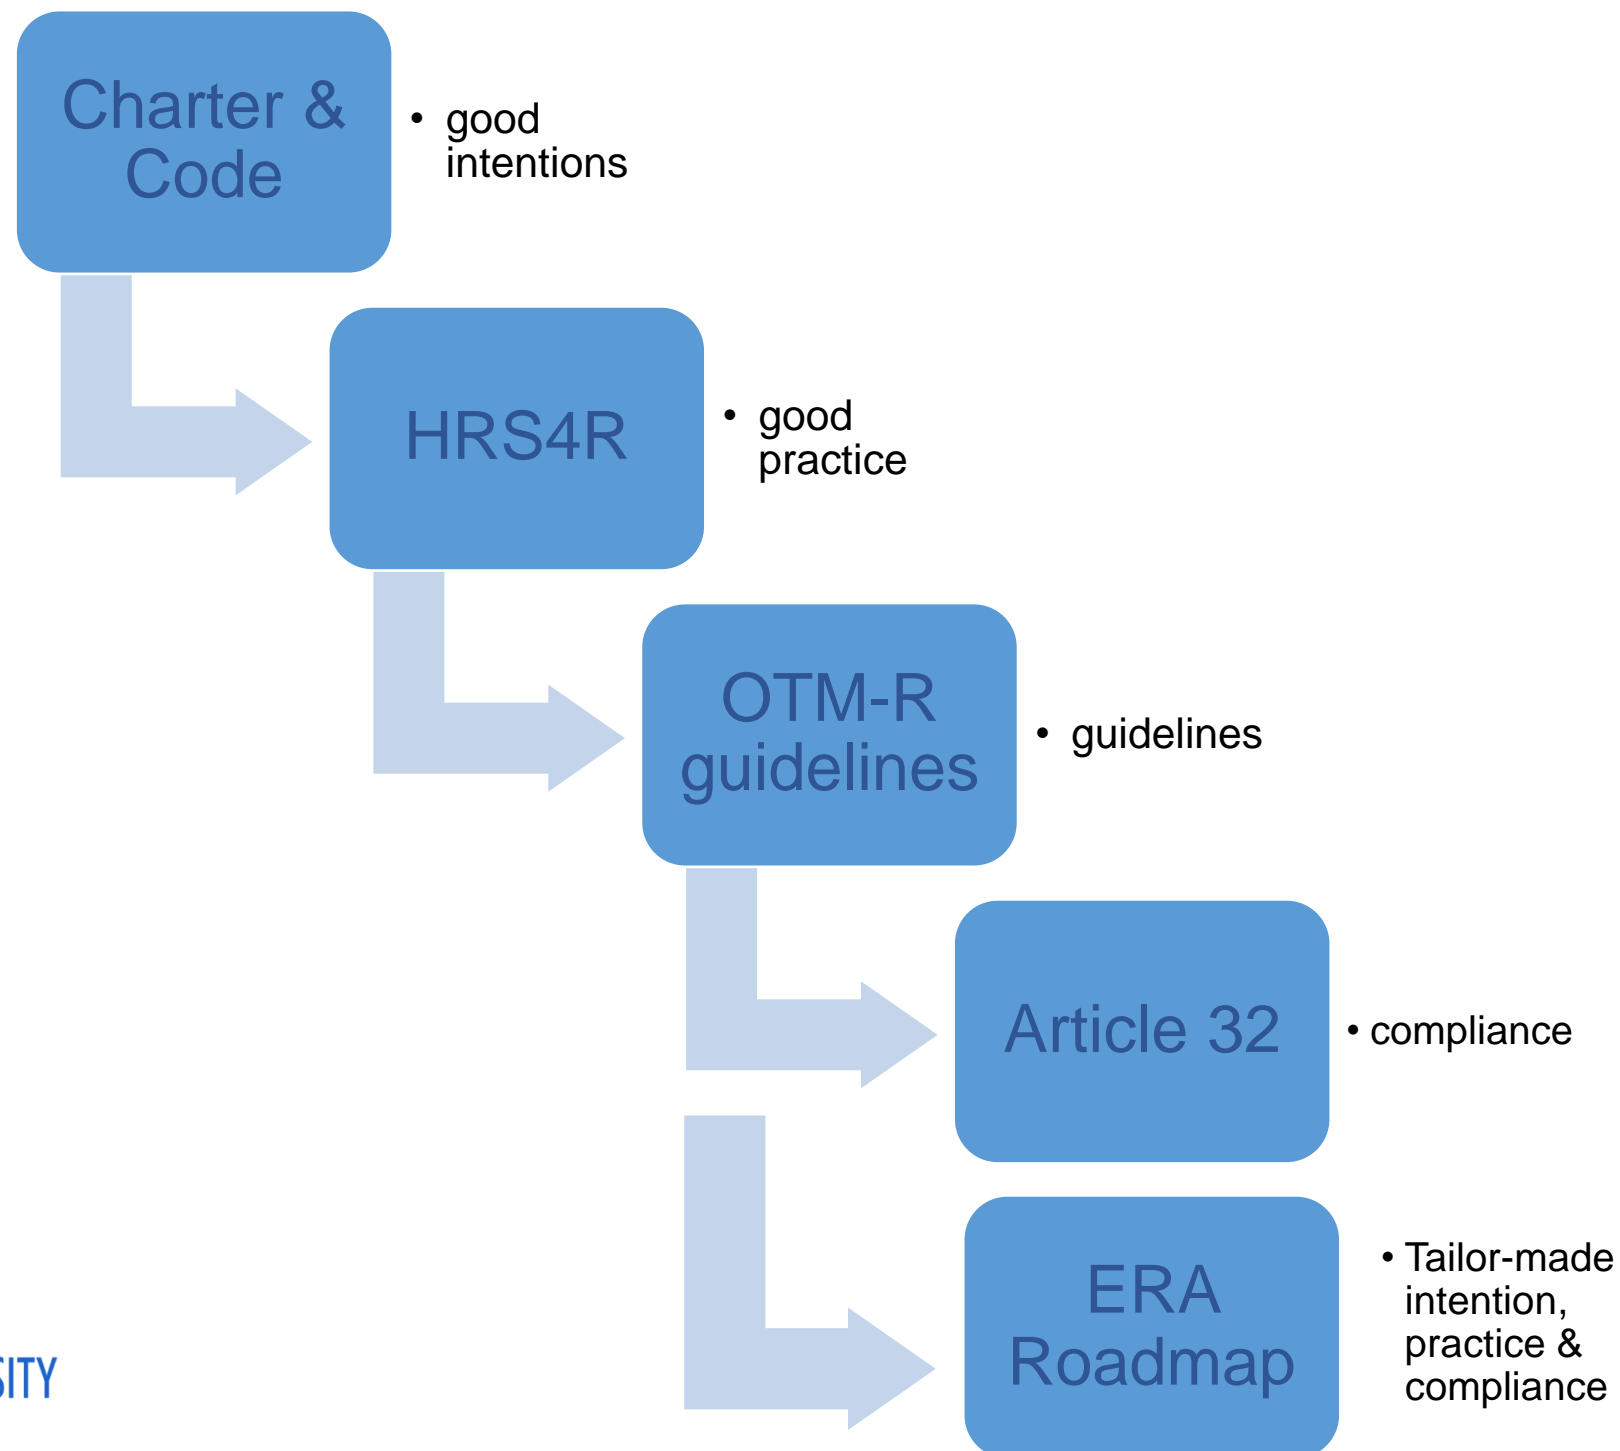 Charter &
Code
• good
intentions
HRS4R
• good
practice
OTM-R
guidelines
• guidelines
Article 32
• compliance
ERA
Roadmap
• Tailor-made
intention,
practice &
compliance
SITY